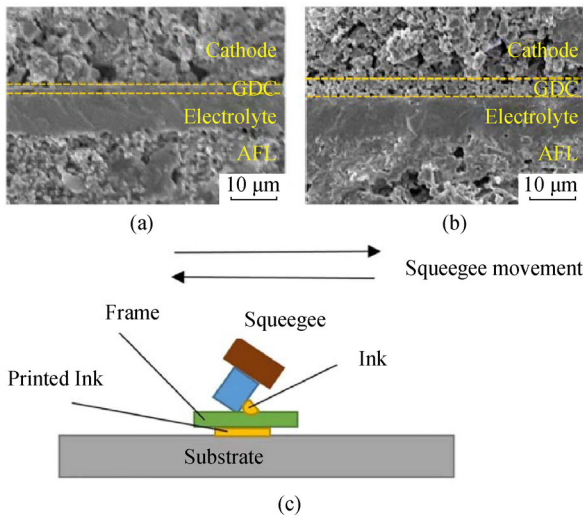 Cathode
GDC
Electrolyte
AFL
10 μm
(a)
Cathode
GDC
Electrolyte
AFL
10 μm
(b)
Squeegee movement
Frame
Squeegee
Ink
Printed Ink
Substrate
(c)